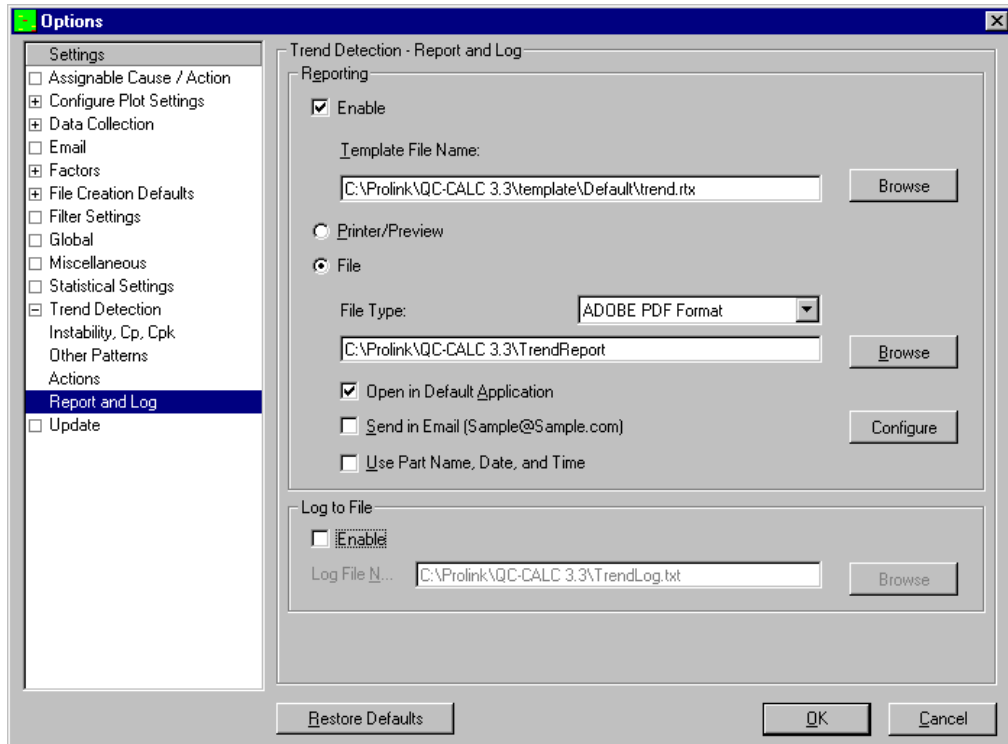 Options
Settings
Assignable Cause / Action
Configure Plot Settings
Data Collection
Email
Factors
File Creation Defaults
Filter Settings
Global
Miscellaneous
Statistical Settings
Trend Detection
Instability, Cp, Cpk
Other Patterns
Actions
Report and Log
Update
Trend Detection - Report and Log
Reporting
Enable
Template File Name:
C:\Prolink\QC-CALC 3.3\template\Default\trend.rtx
Browse
Printer/Preview
File
File Type:
ADOBE PDF Format
C:\Prolink\QC-CALC 3.3\TrendReport
Browse
Open in Default Application
Send in Email (Sample@Sample.com)
Configure
Use Part Name, Date, and Time
Log to File
Enable
Log File N...
C:\Prolink\QC-CALC 3.3\TrendLog.txt
Browse
Restore Defaults
OK
Cancel